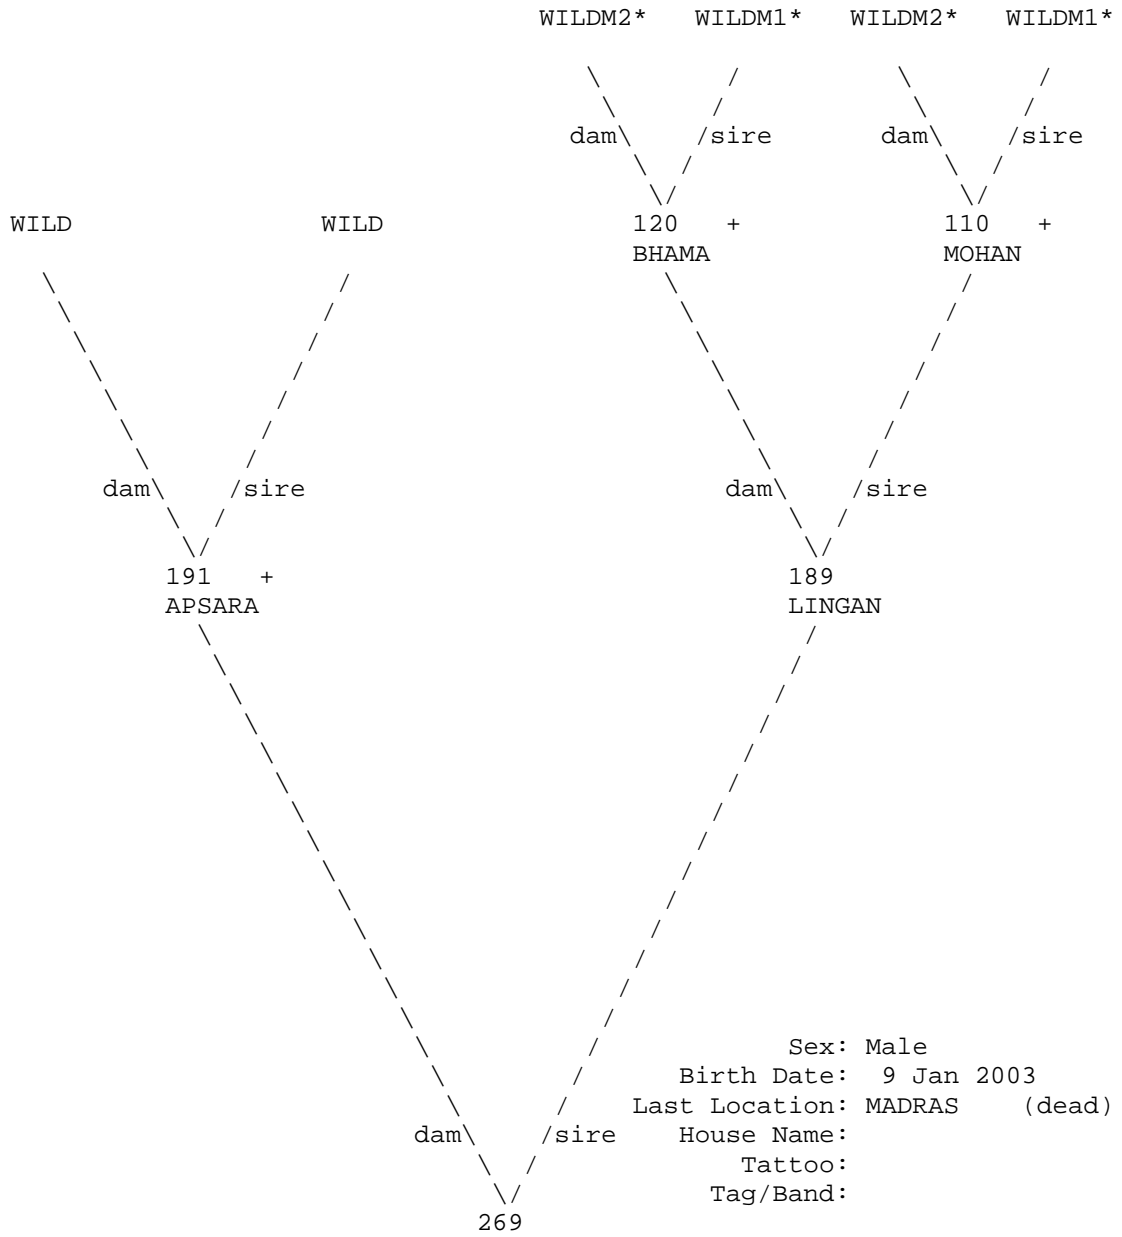 WILDM2* WILDM1* WILDM2* WILDM1*
dam sire dam sire
WILD WILD 120 + 110 +
BHAMA MOHAN
dam sire dam sire
191 + 189
APSARA LINGAN
Sex: Male
Birth Date: 9 Jan 2003
Last Location: MADRAS (dead)
dam sire House Name:
Tattoo:
Tag/Band:
269